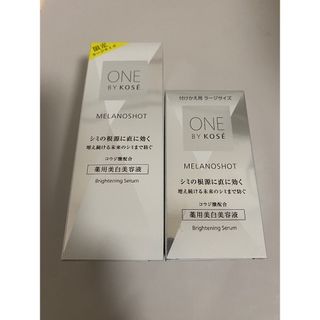 限定
ONE
BY KOSÉ
MELANOSHOT
シミの根源に直に効く
増え続ける未来のシミまで防ぐ
コウジ酸配合
薬用美白美容液
Brightening Serum
付けかえ用 ラージサイズ
ONE
BY KOSÉ
MELANOSHOT
シミの根源に直に効く
増え続ける未来のシミまで防ぐ
コウジ酸配合
薬用美白美容液
Brightening Serum